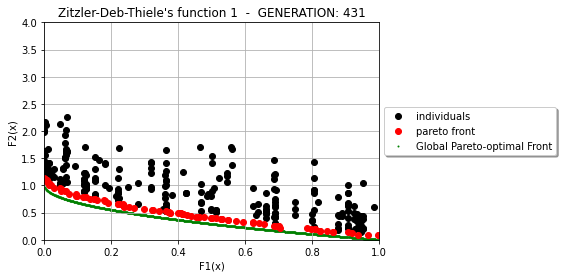 Zitzler-Deb-Thiele's function 1  -  GENERATION: 431
4.0
3.5
3.0
2.5
2.0
1.5
1.0
0.5
0.0
F2(x)
0.0 0.2 0.4 0.6 0.8 1.0
F1(x)
individuals
pareto front
Global Pareto-optimal Front